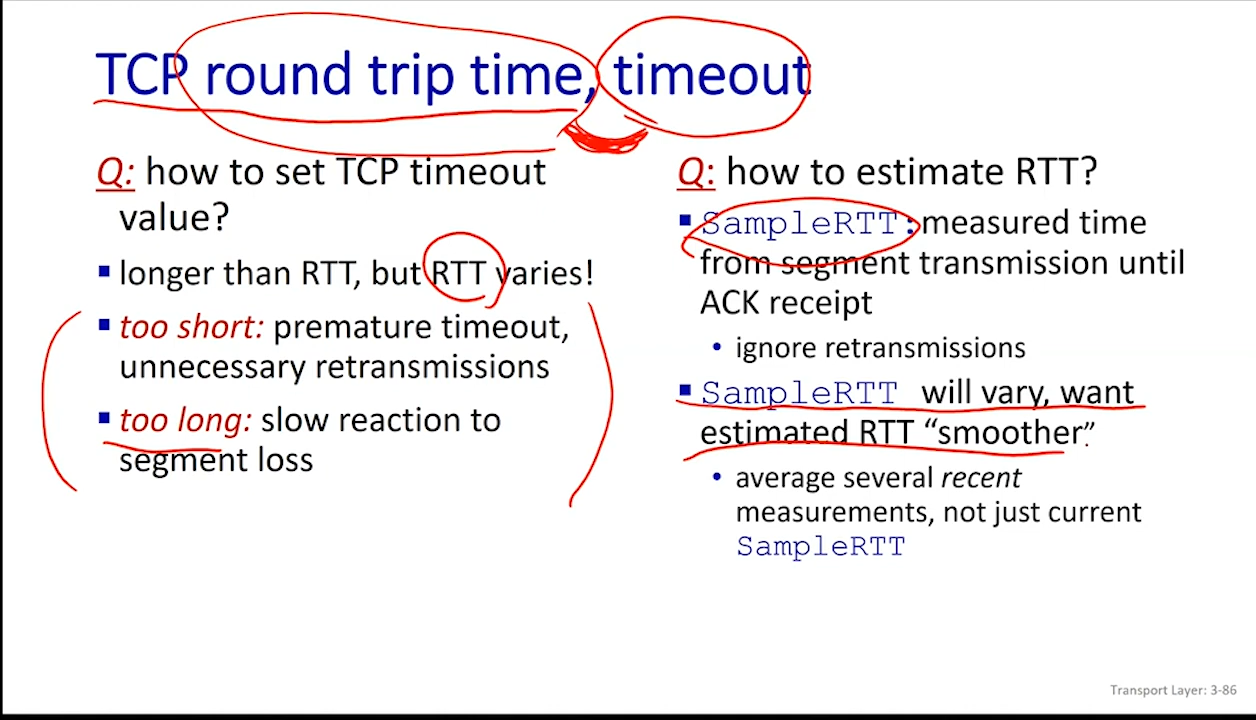 TCP round trip time, timeout
Q: how to set TCP timeout
value?
▪ longer than RTT, but RTT varies!
▪ too short: premature timeout,
unnecessary retransmissions
▪ too long: slow reaction to
segment loss
Q: how to estimate RTT?
▪ SampleRTT: measured time
from segment transmission until
ACK receipt
• ignore retransmissions
▪ SampleRTT will vary, want
estimated RTT “smoother”
• average several recent
measurements, not just current
SampleRTT
Transport Layer: 3-86